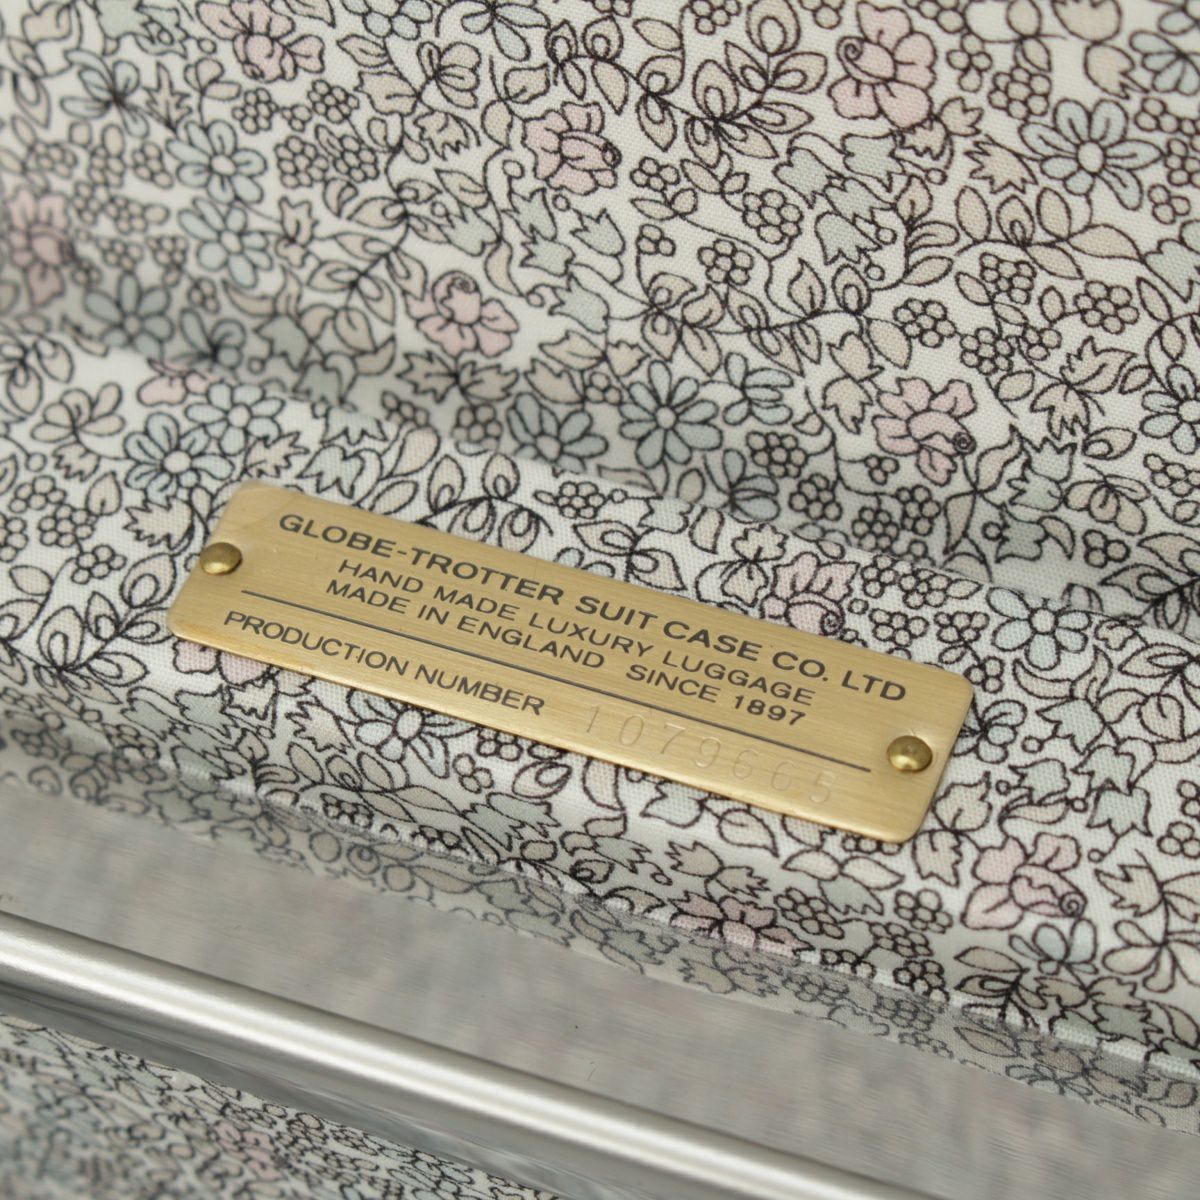 GLOBE-TROTTER SUIT CASE CO. LTD
HAND MADE LUXURY LUGGAGE
MADE IN ENGLAND SINCE 1897
PRODUCTION NUMBER 1079665